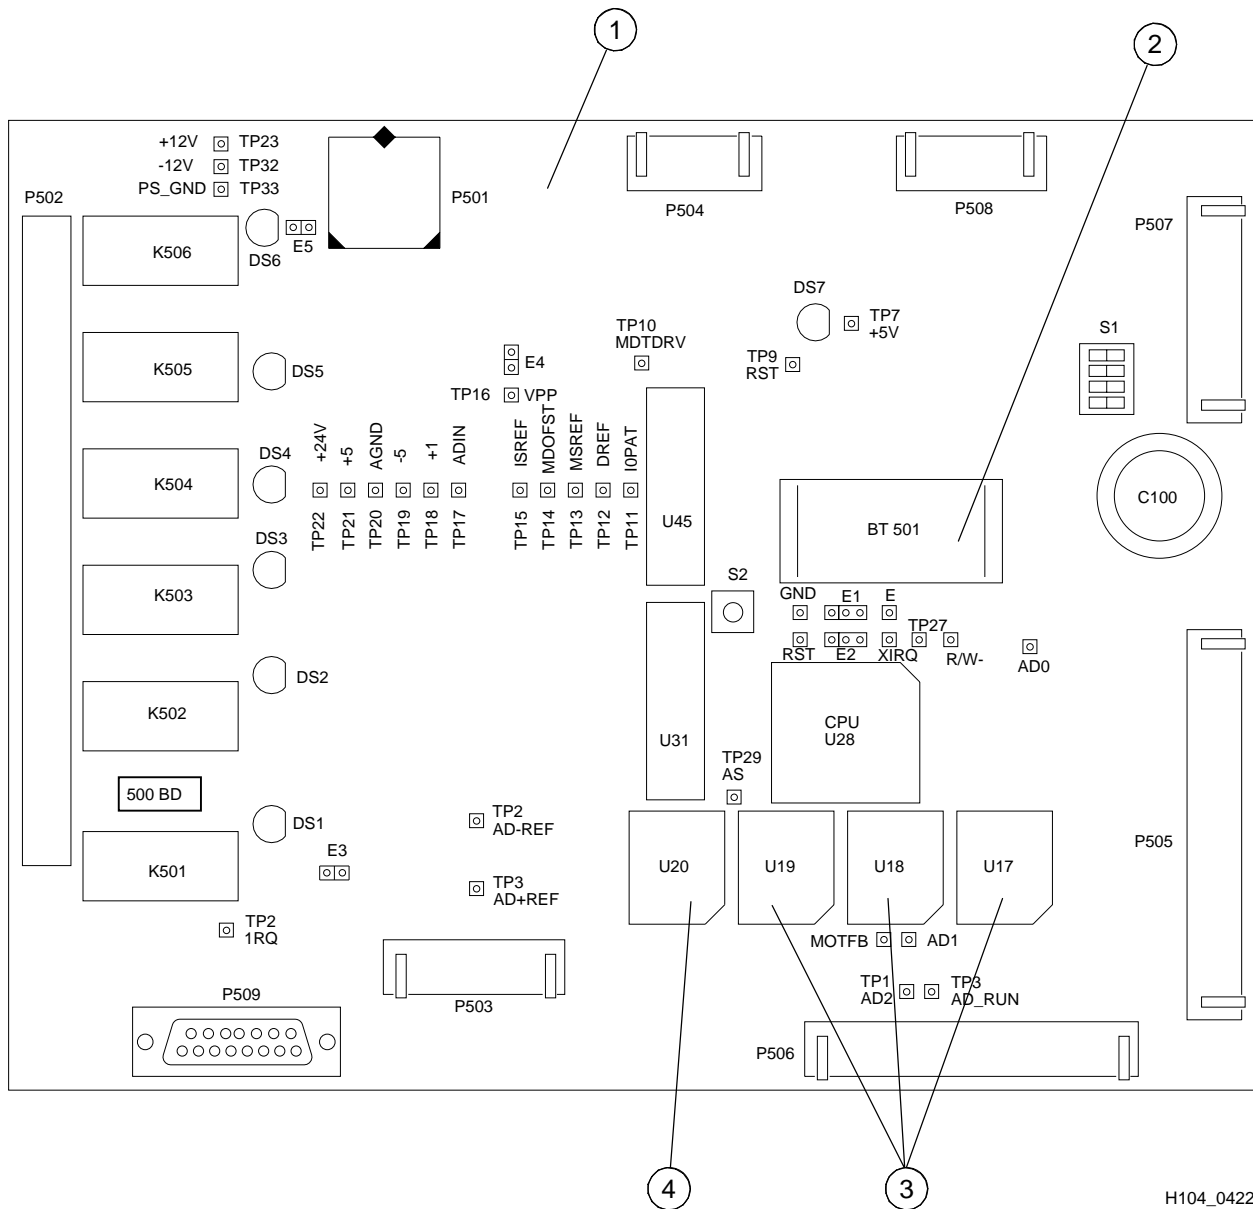 1
2
+12V TP23
-12V TP32
PS_GND TP33
P502
P501
P504
P508
P507
K506
DS6
E5
DS7
TP7
+5V
S1
TP10
MDTDRV
TP9
RST
K505
DS5
E4
TP16 VPP
+24V
+5
AGND
-5
+1
ADIN
ISREF
MDOFST
MSREF
DREF
I0PAT
K504
DS4
TP22
TP21
TP20
TP19
TP18
TP17
TP15
TP14
TP13
TP12
TP11
U45
BT 501
C100
DS3
K503
S2
GND
E1
E
RST
E2
XIRQ
TP27
R/W-
AD0
DS2
K502
U31
CPU
U28
TP29
AS
500 BD
DS1
TP2
AD-REF
E3
K501
TP3
AD+REF
U20
U19
U18
U17
P505
TP2
1RQ
MOTFB
AD1
TP1
AD2
TP3
AD_RUN
P509
P503
P506
4
3
H104_0422